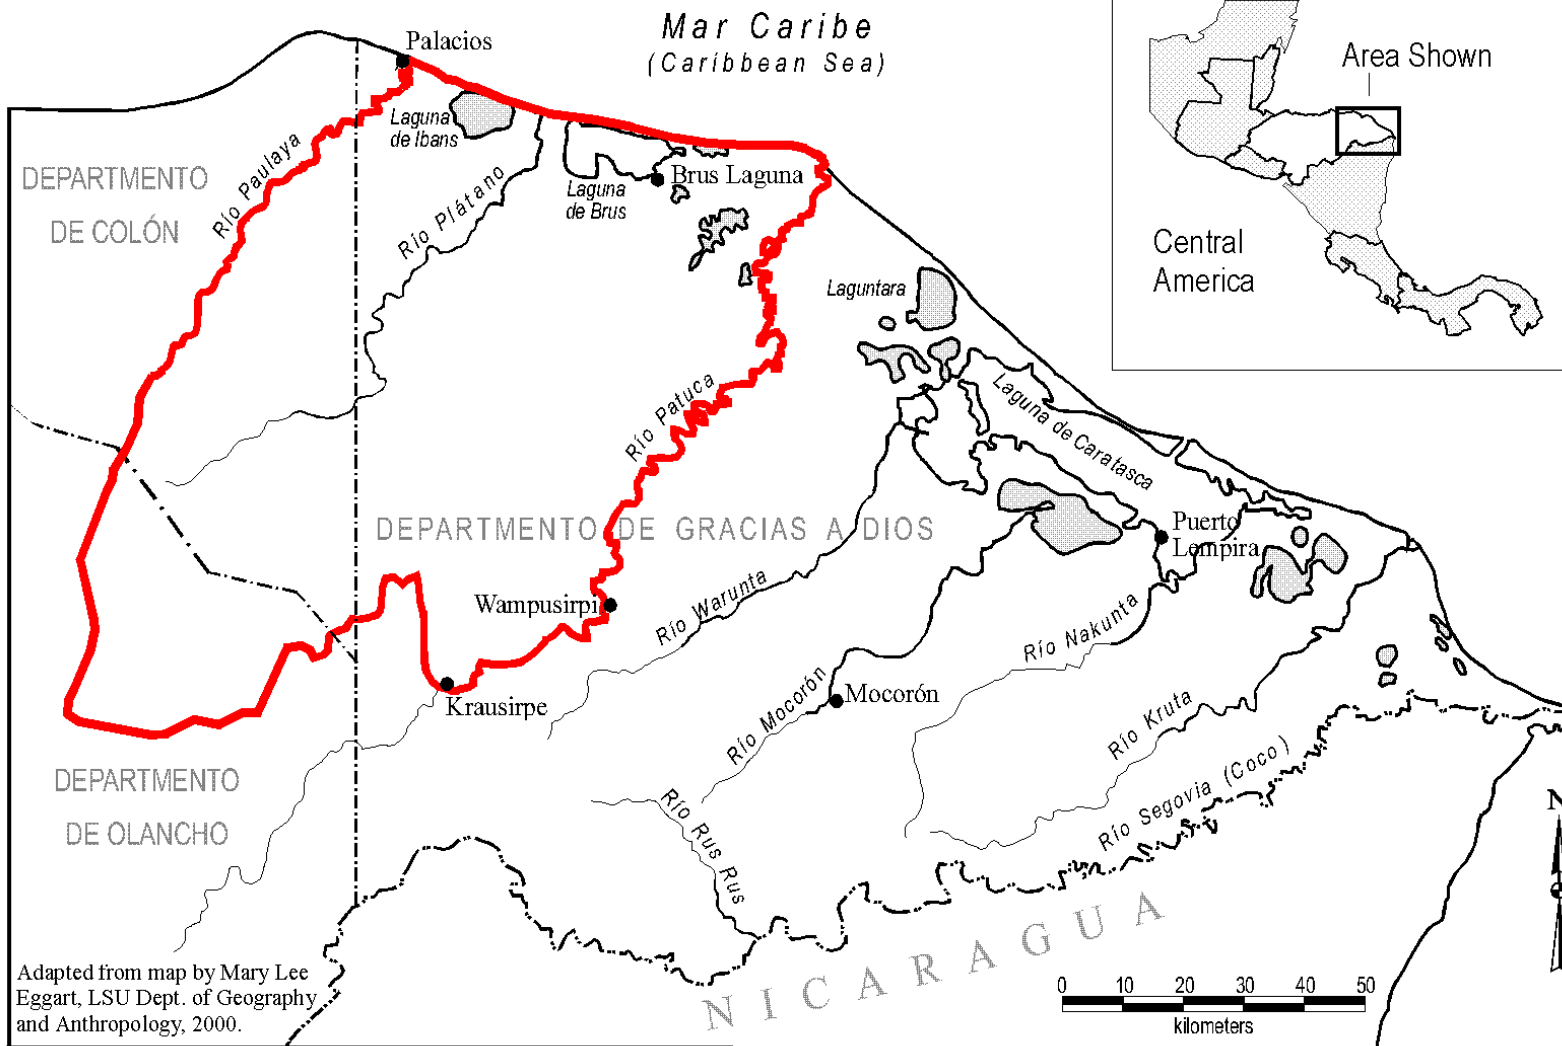 Mar Caribe
(Caribbean Sea)
Palacios
Area Shown
Laguna
de Ibans
Río Paulaya
DEPARTMENTO
DE COLÓN
Río Plátano
Laguna
de Brus
Brus Laguna
Central
America
Laguntara
Río Patuca
Laguna de Caratasca
DEPARTMENTO DE GRACIAS A DIOS
Puerto
Lempira
Wampusirpi
Río Warunta
Río Nakunta
Krausirpe
Río Mocorón
Mocorón
Río Kruta
DEPARTMENTO
DE OLANCHO
Río Rus Rus
Río Segovia (Coco)
N
NICARAGUA
Adapted from map by Mary Lee
Eggart, LSU Dept. of Geography
and Anthropology, 2000.
0 10 20 30 40 50
kilometers